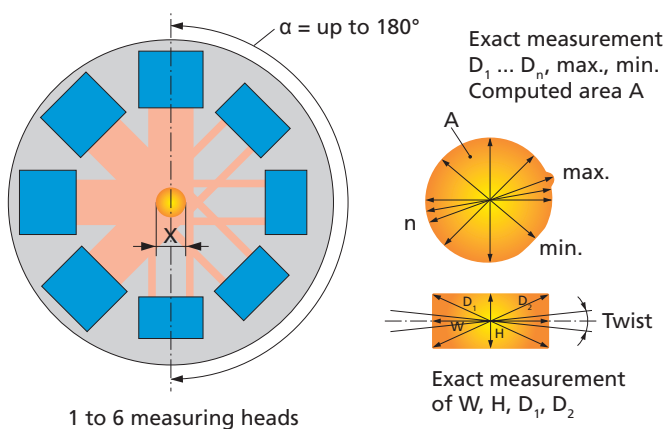 α = up to 180°
X
1 to 6 measuring heads
Exact measurement
D₁ ... Dₙ, max., min.
Computed area A
A
max.
n
min.
D₁
D₂
W
H
Twist
Exact measurement
of W, H, D₁, D₂